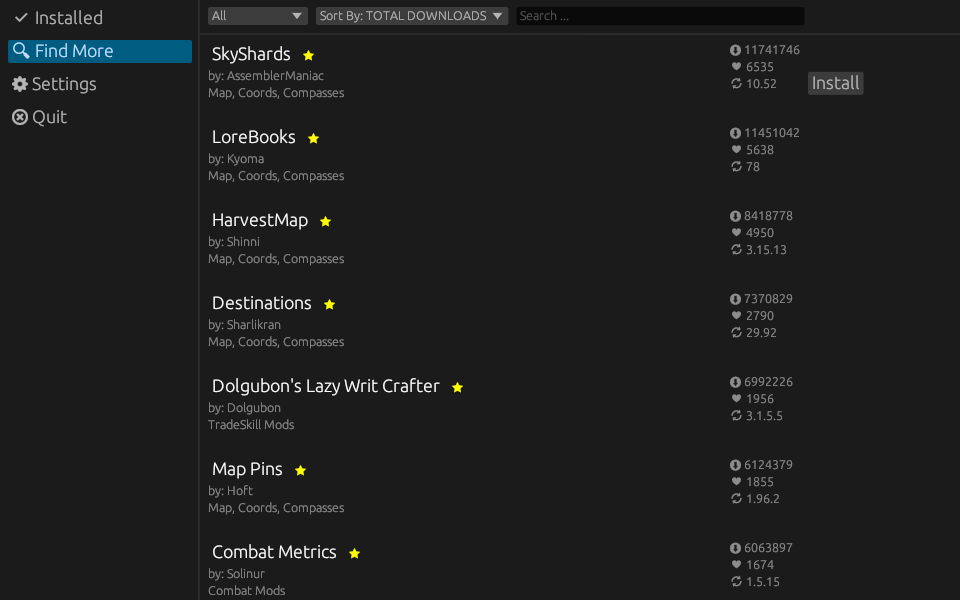 Installed
Find More
Settings
Quit
All
Sort By: TOTAL DOWNLOADS
Search ...
SkyShards
by: AssemblerManiac
Map, Coords, Compasses
11741746
6535
10.52
Install
LoreBooks
by: Kyoma
Map, Coords, Compasses
11451042
5638
78
HarvestMap
by: Shinni
Map, Coords, Compasses
8418778
4950
3.15.13
Destinations
by: Sharlikran
Map, Coords, Compasses
7370829
2790
29.92
Dolgubon's Lazy Writ Crafter
by: Dolgubon
TradeSkill Mods
6992226
1956
3.1.5.5
Map Pins
by: Hoft
Map, Coords, Compasses
6124379
1855
1.96.2
Combat Metrics
by: Solinur
Combat Mods
6063897
1674
1.5.15